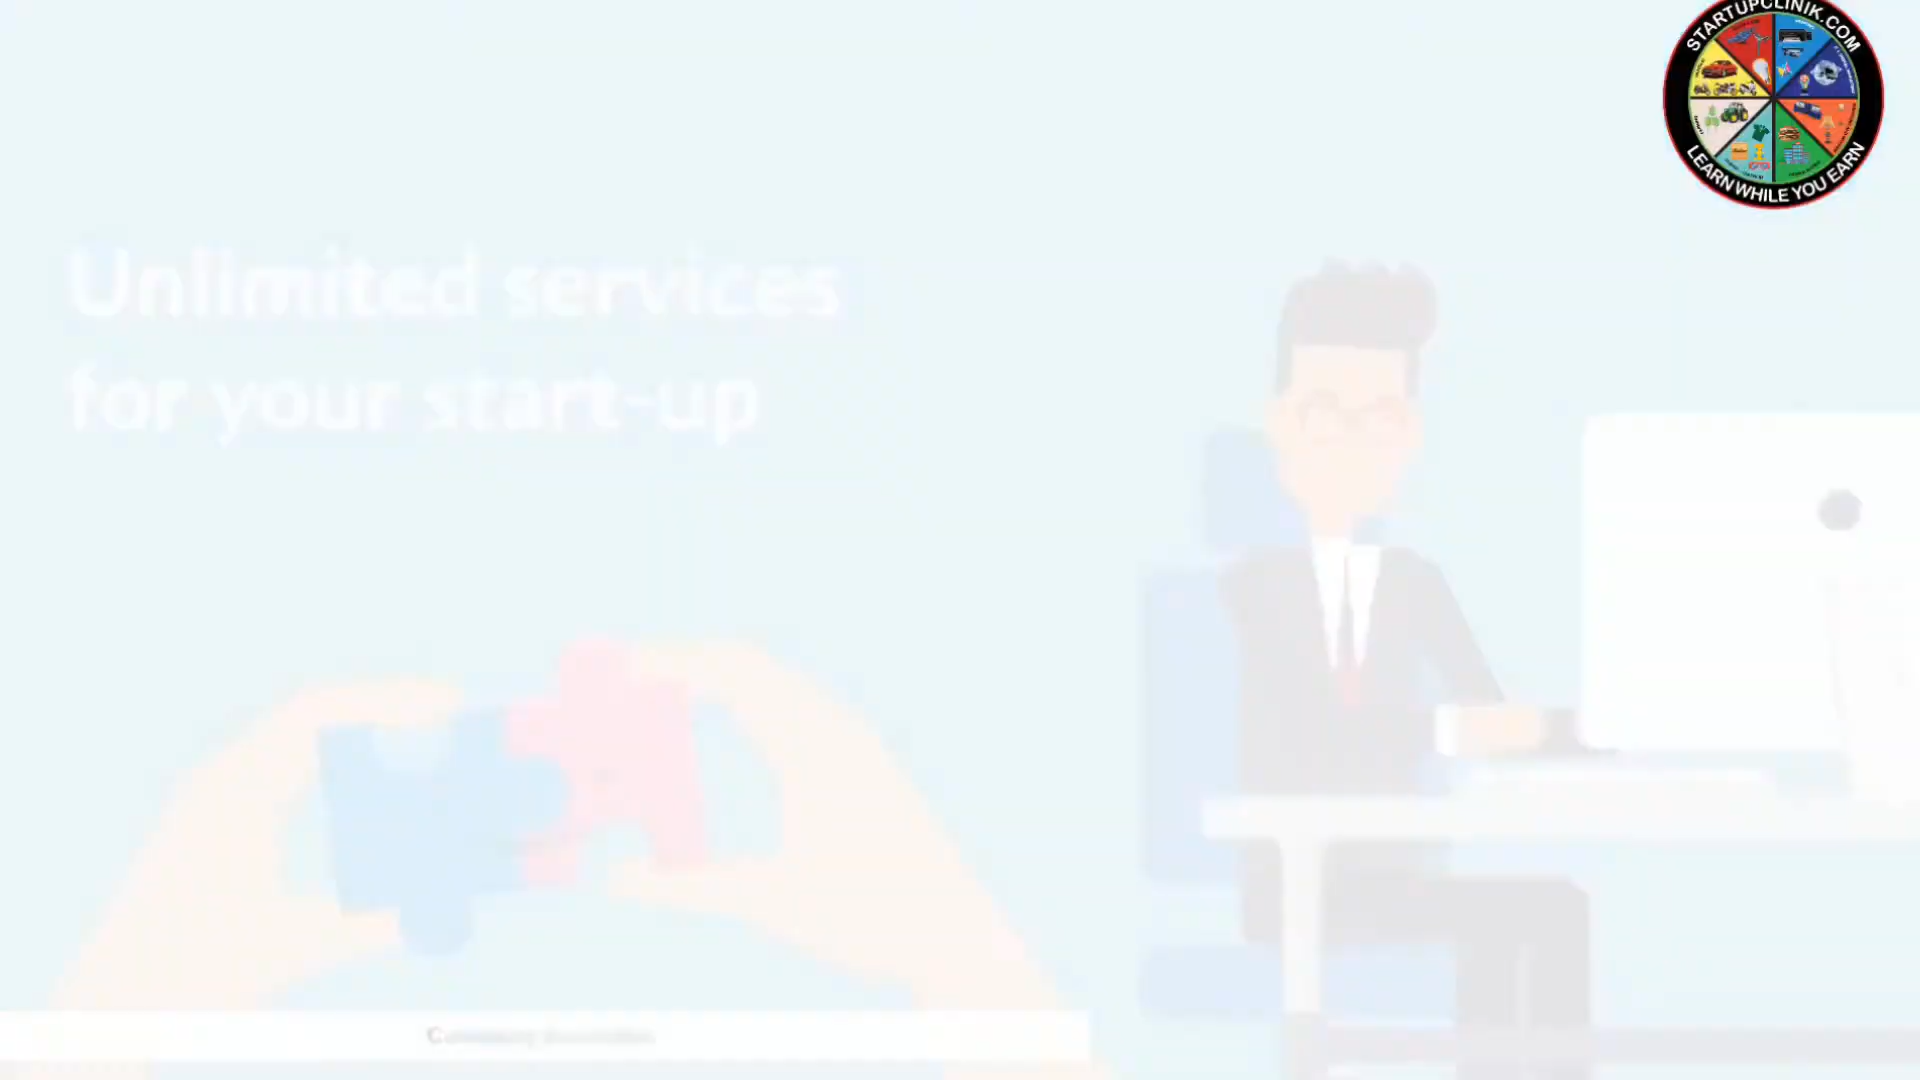 STARTUPCLINIK.COM
LEARN WHILE YOU EARN
Unlimited services
for your start-up